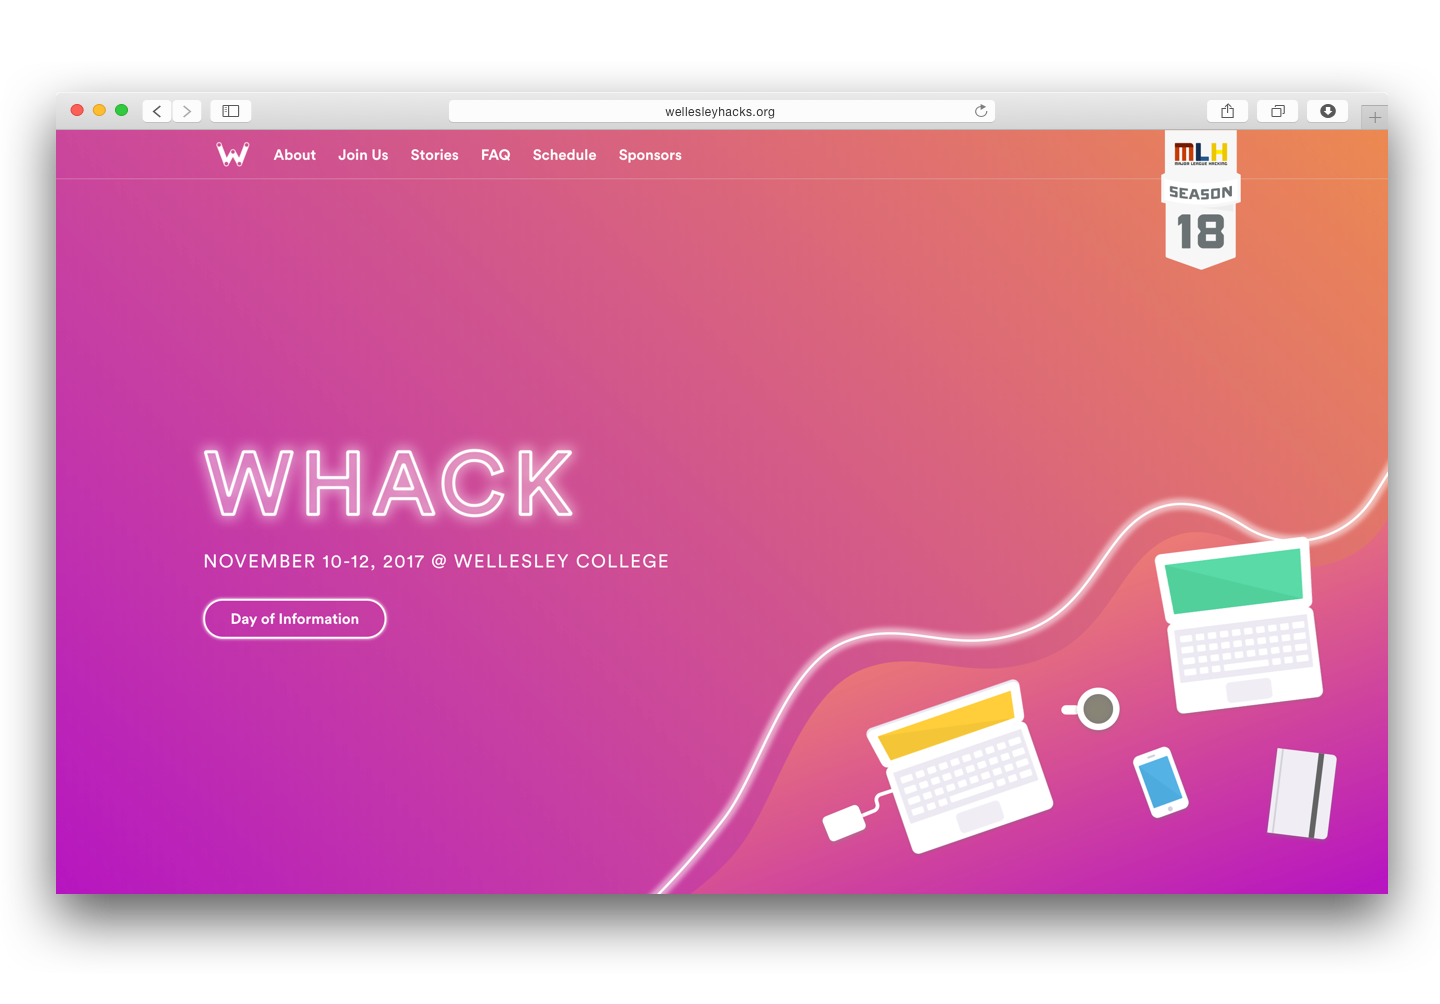 wellesleyhacks.org
W About Join Us Stories FAQ Schedule Sponsors
MLH
MAJOR LEAGUE HACKING
SEASON
18
WHACK
NOVEMBER 10-12, 2017 @ WELLESLEY COLLEGE
Day of Information